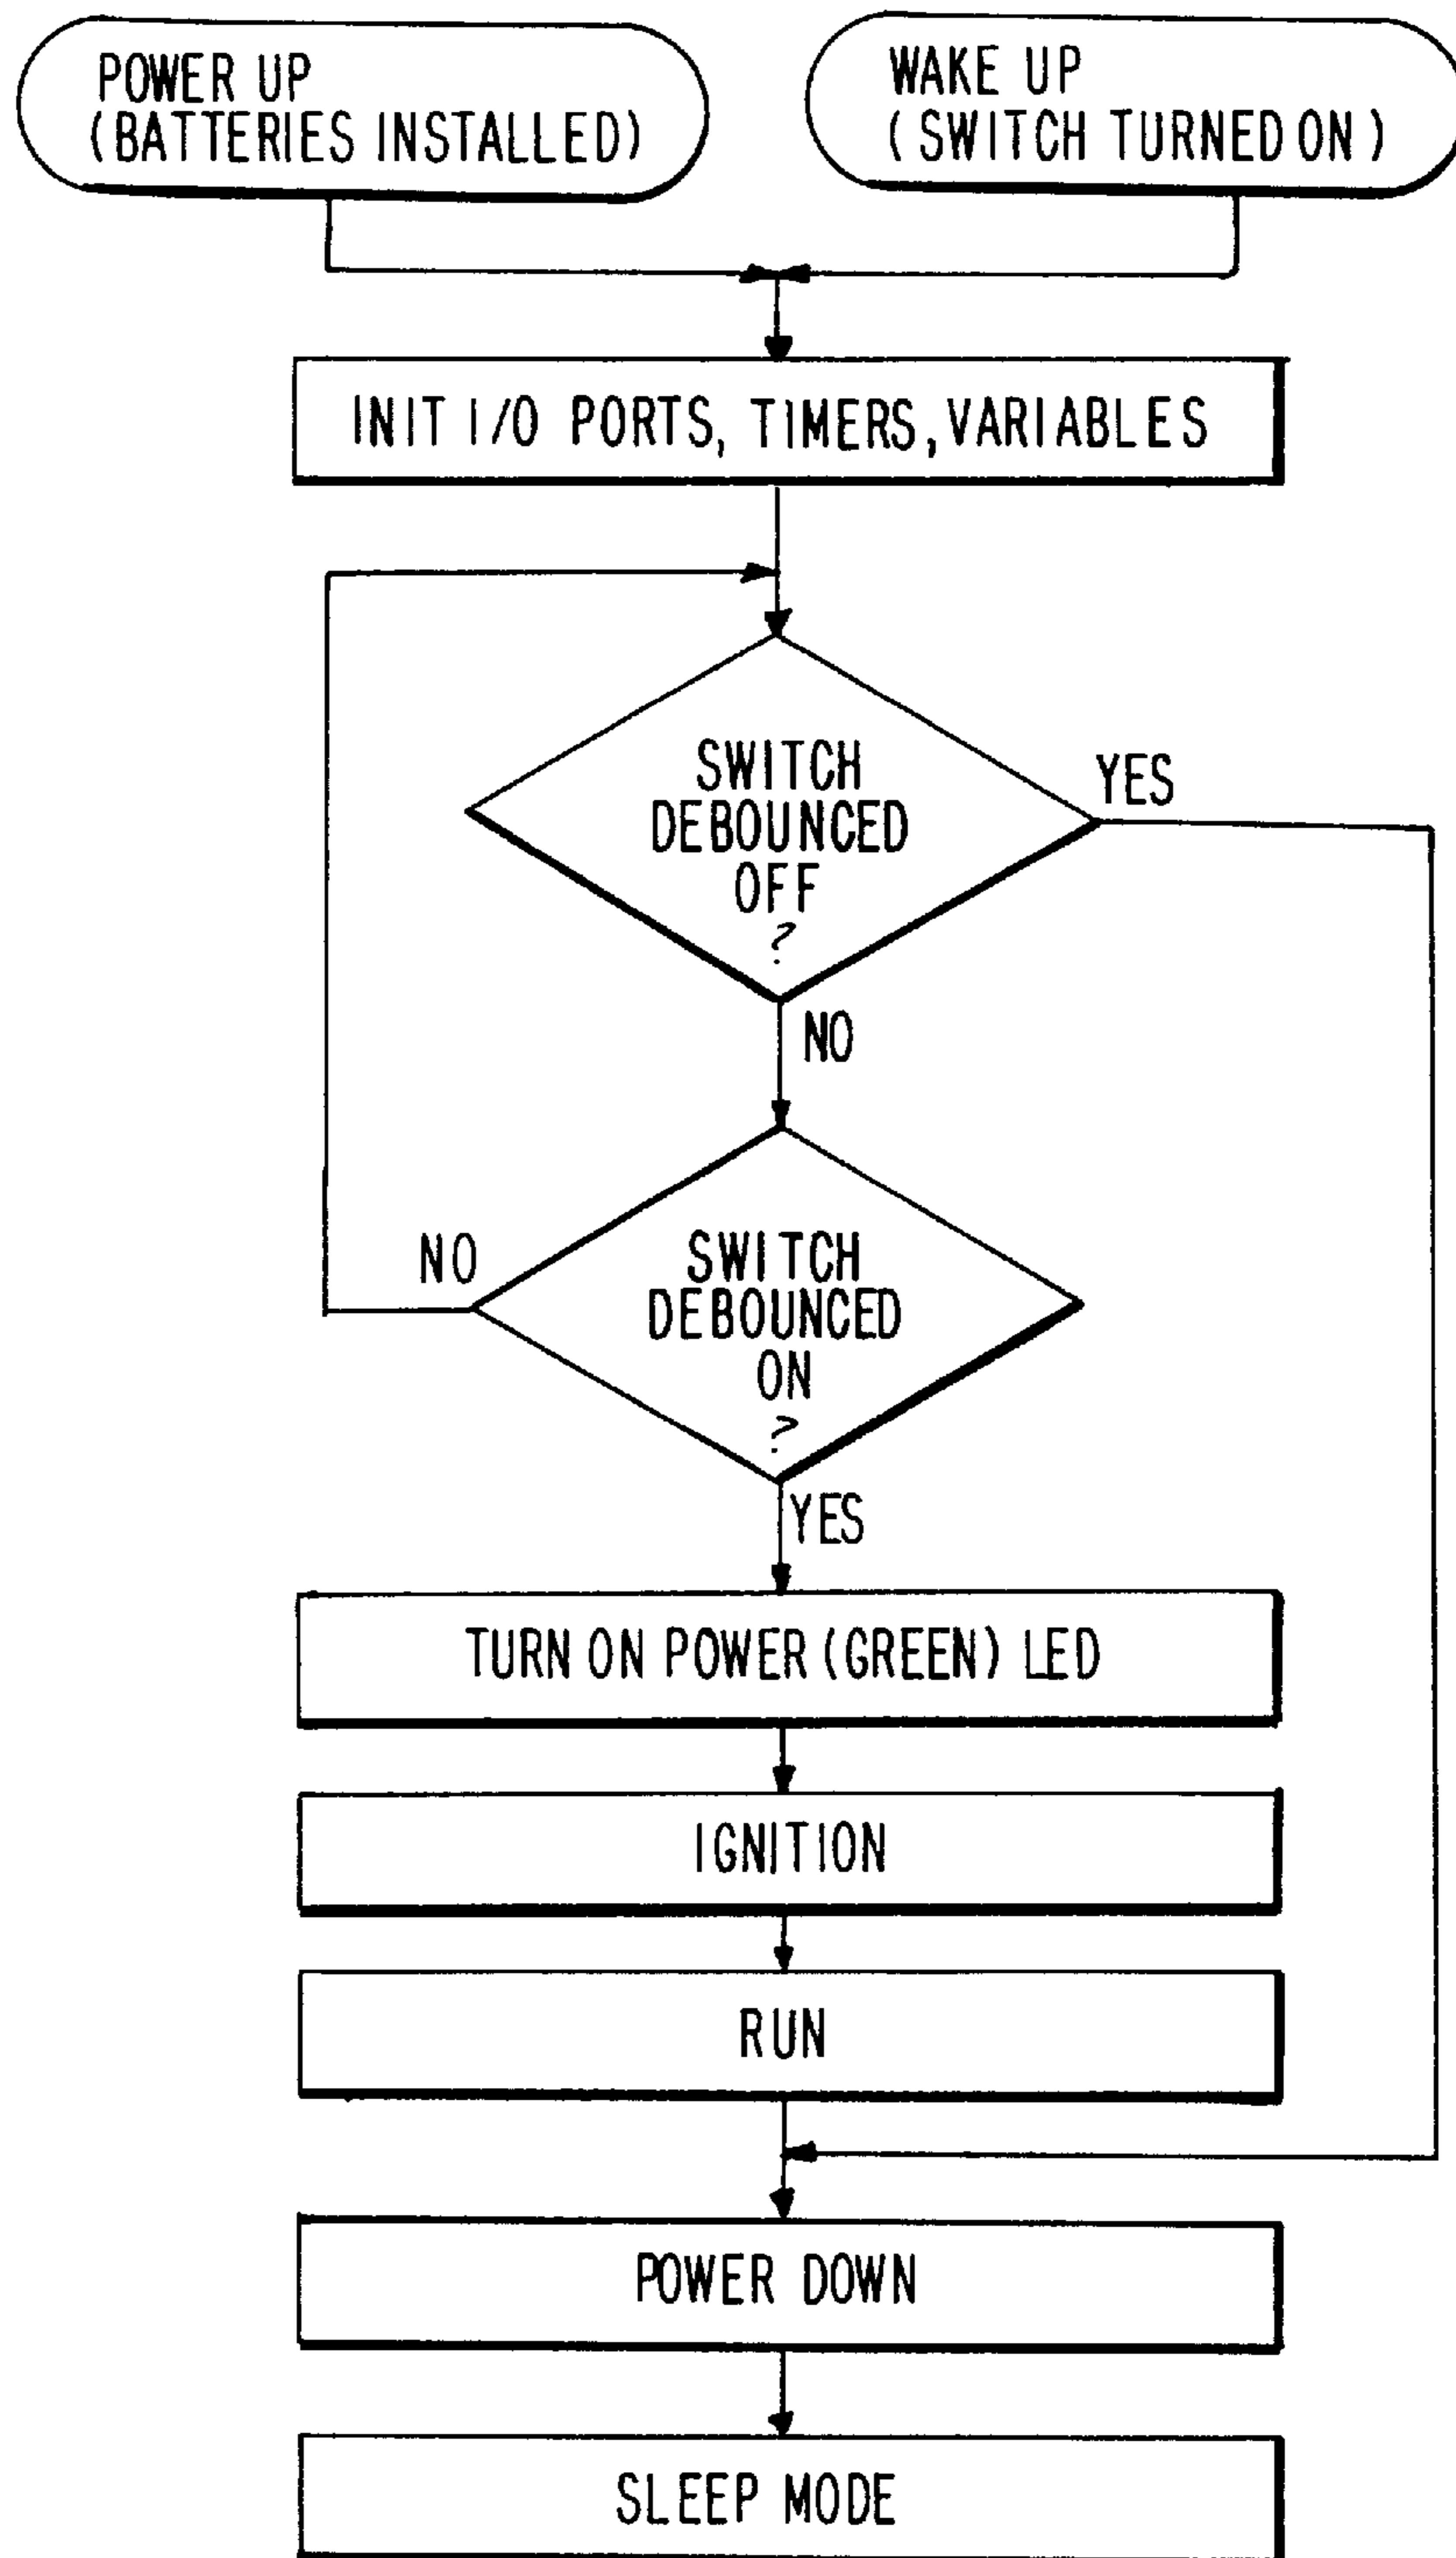 POWER UP
(BATTERIES INSTALLED)
WAKE UP
(SWITCH TURNED ON)
INIT I/O PORTS, TIMERS, VARIABLES
SWITCH
DEBOUNCED
OFF
?
YES
NO
SWITCH
DEBOUNCED
ON
?
NO
YES
TURN ON POWER (GREEN) LED
IGNITION
RUN
POWER DOWN
SLEEP MODE